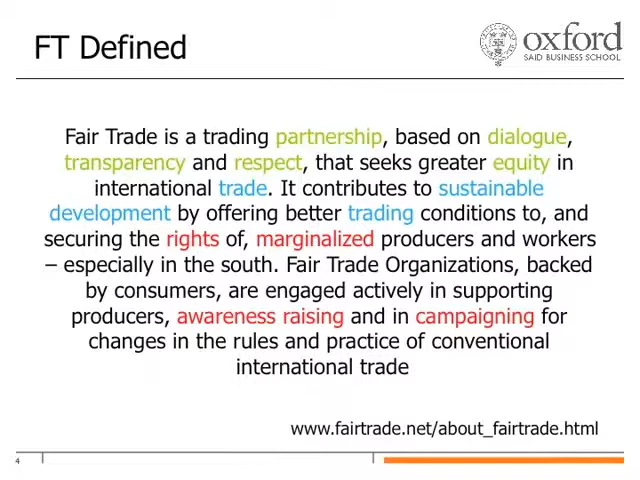 FT Defined
oxford
SAID BUSINESS SCHOOL
Fair Trade is a trading partnership, based on dialogue,
transparency and respect, that seeks greater equity in
international trade. It contributes to sustainable
development by offering better trading conditions to, and
securing the rights of, marginalized producers and workers
– especially in the south. Fair Trade Organizations, backed
by consumers, are engaged actively in supporting
producers, awareness raising and in campaigning for
changes in the rules and practice of conventional
international trade
www.fairtrade.net/about_fairtrade.html
4